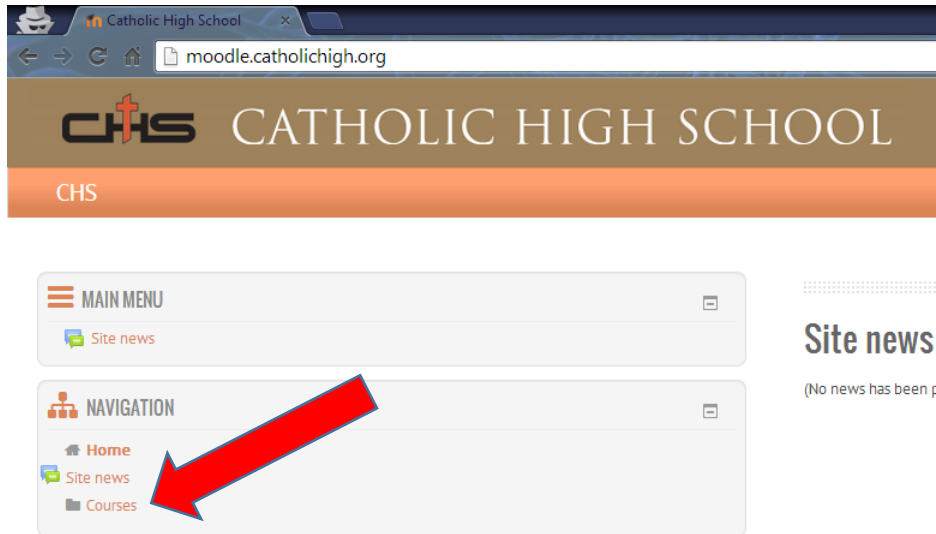 Catholic High School
moodle.catholichigh.org
CHS CATHOLIC HIGH SCHOOL
CHS
MAIN MENU
Site news
NAVIGATION
Home
Site news
Courses
Site news
(No news has been